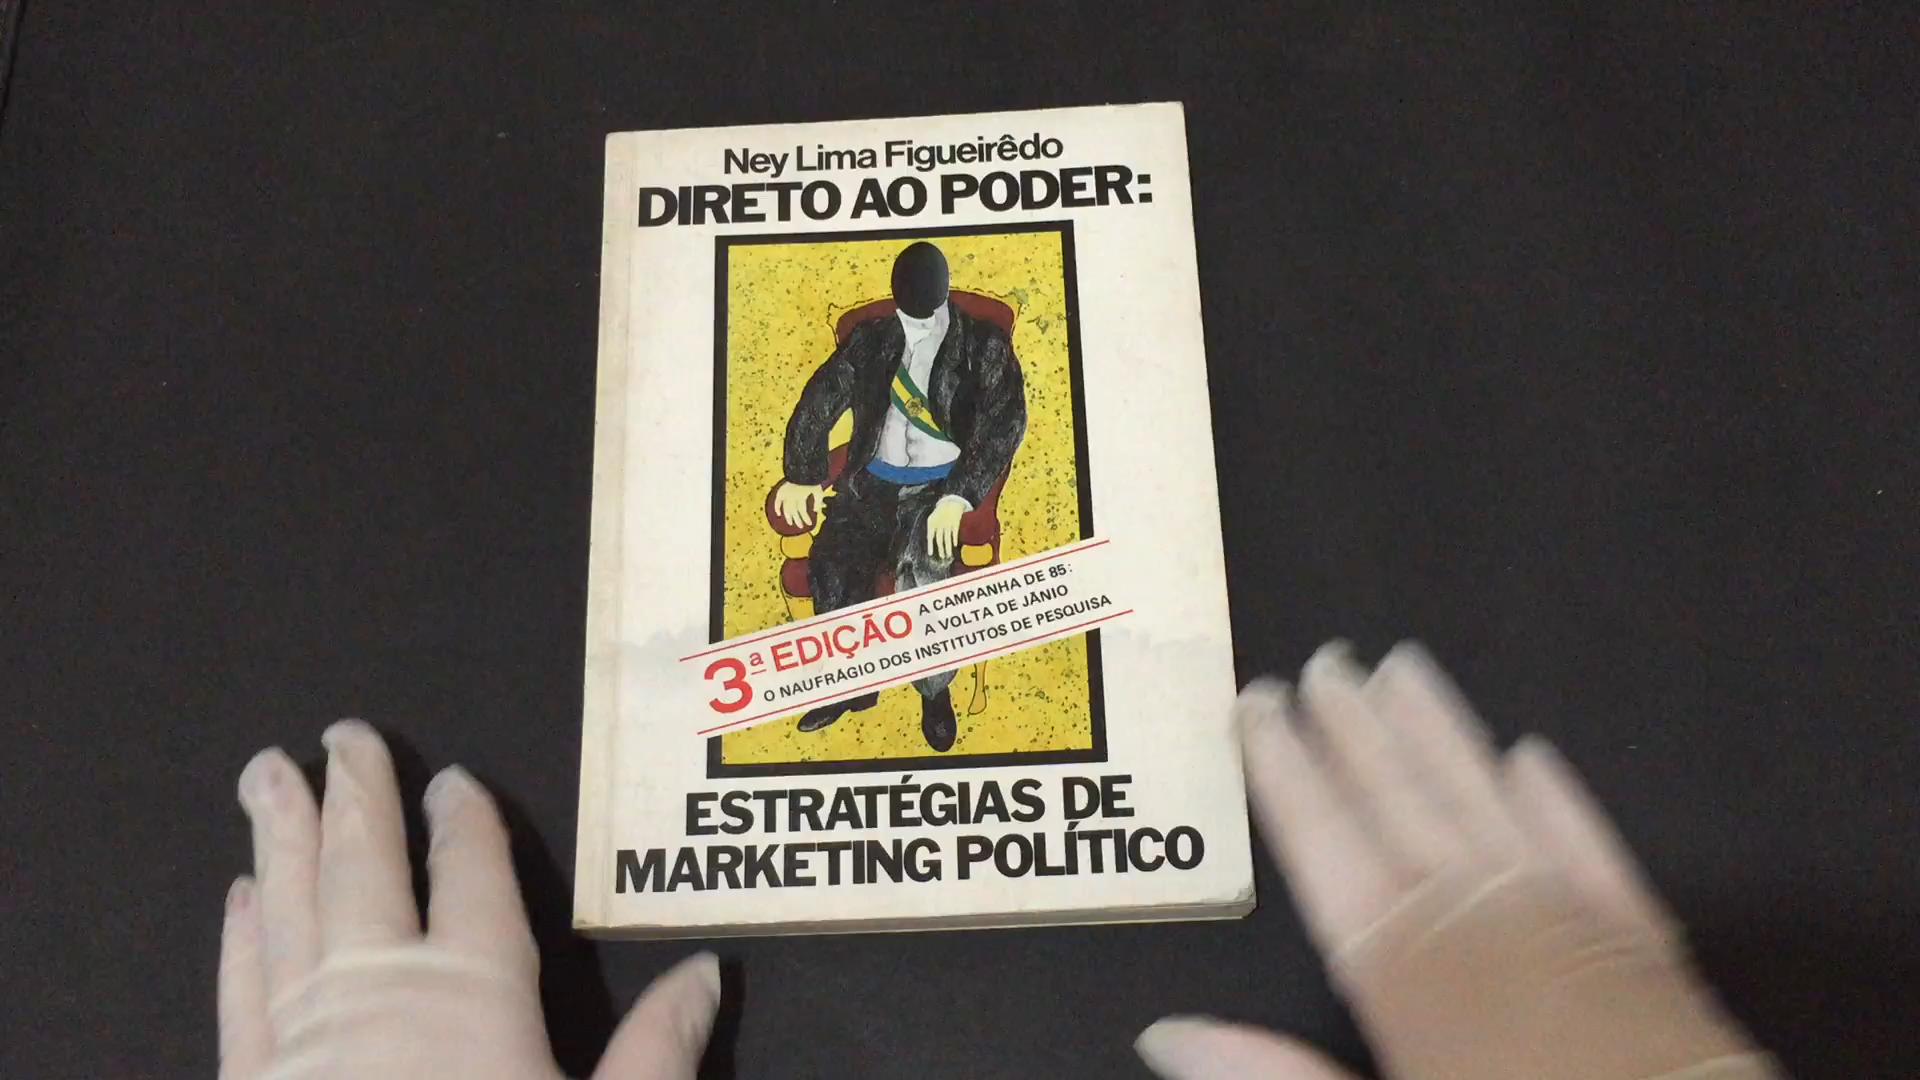 Ney Lima Figueirêdo
DIRETO AO PODER:
3ª EDIÇÃO
A CAMPANHA DE 85:
A VOLTA DE JÂNIO
O NAUFRÁGIO DOS INSTITUTOS DE PESQUISA
ESTRATÉGIAS DE
MARKETING POLÍTICO